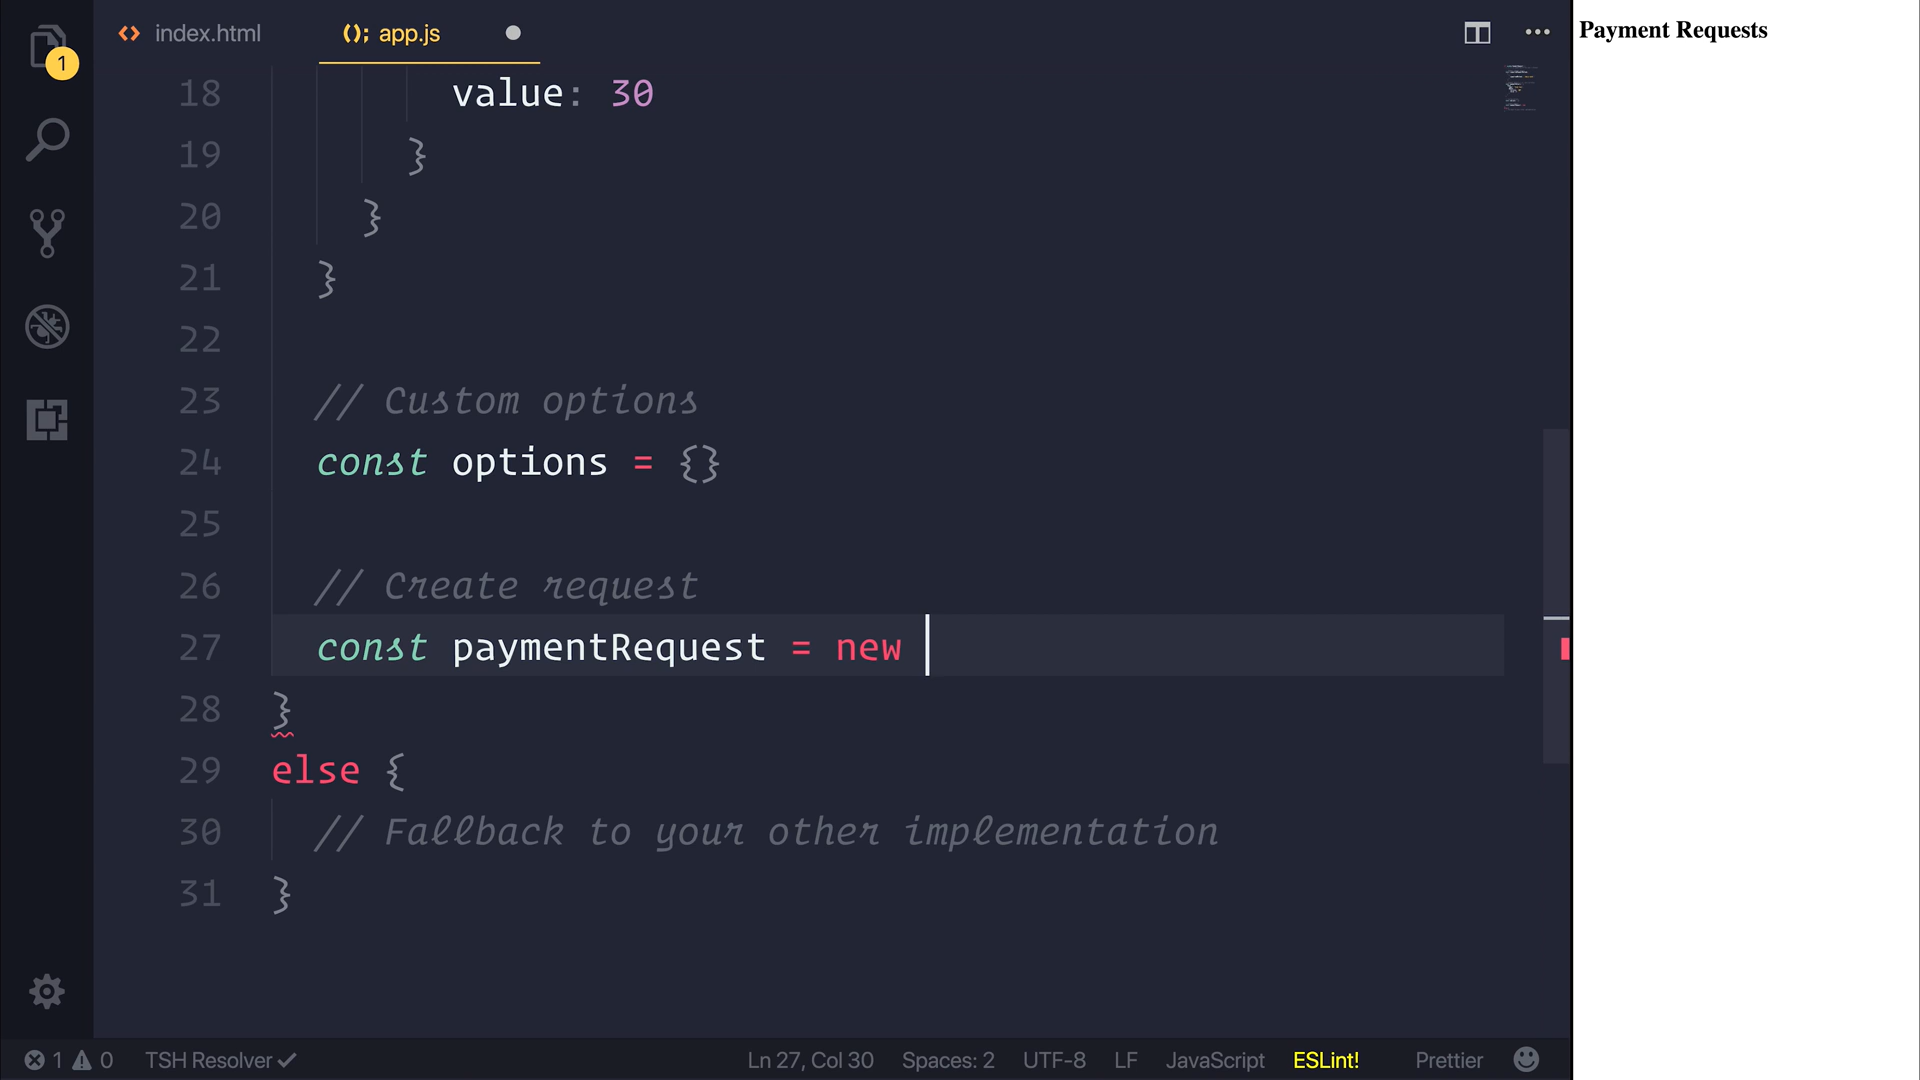 index.html
(); app.js
Payment Requests
1
18 value: 30
19 }
20 }
21 }
22
23 // Custom options
24 const options = {}
25
26 // Create request
27 const paymentRequest = new
28 }
29 else {
30 // Fallback to your other implementation
31 }
1 0 TSH Resolver ✓ Ln 27, Col 30 Spaces: 2 UTF-8 LF JavaScript ESLint! Prettier